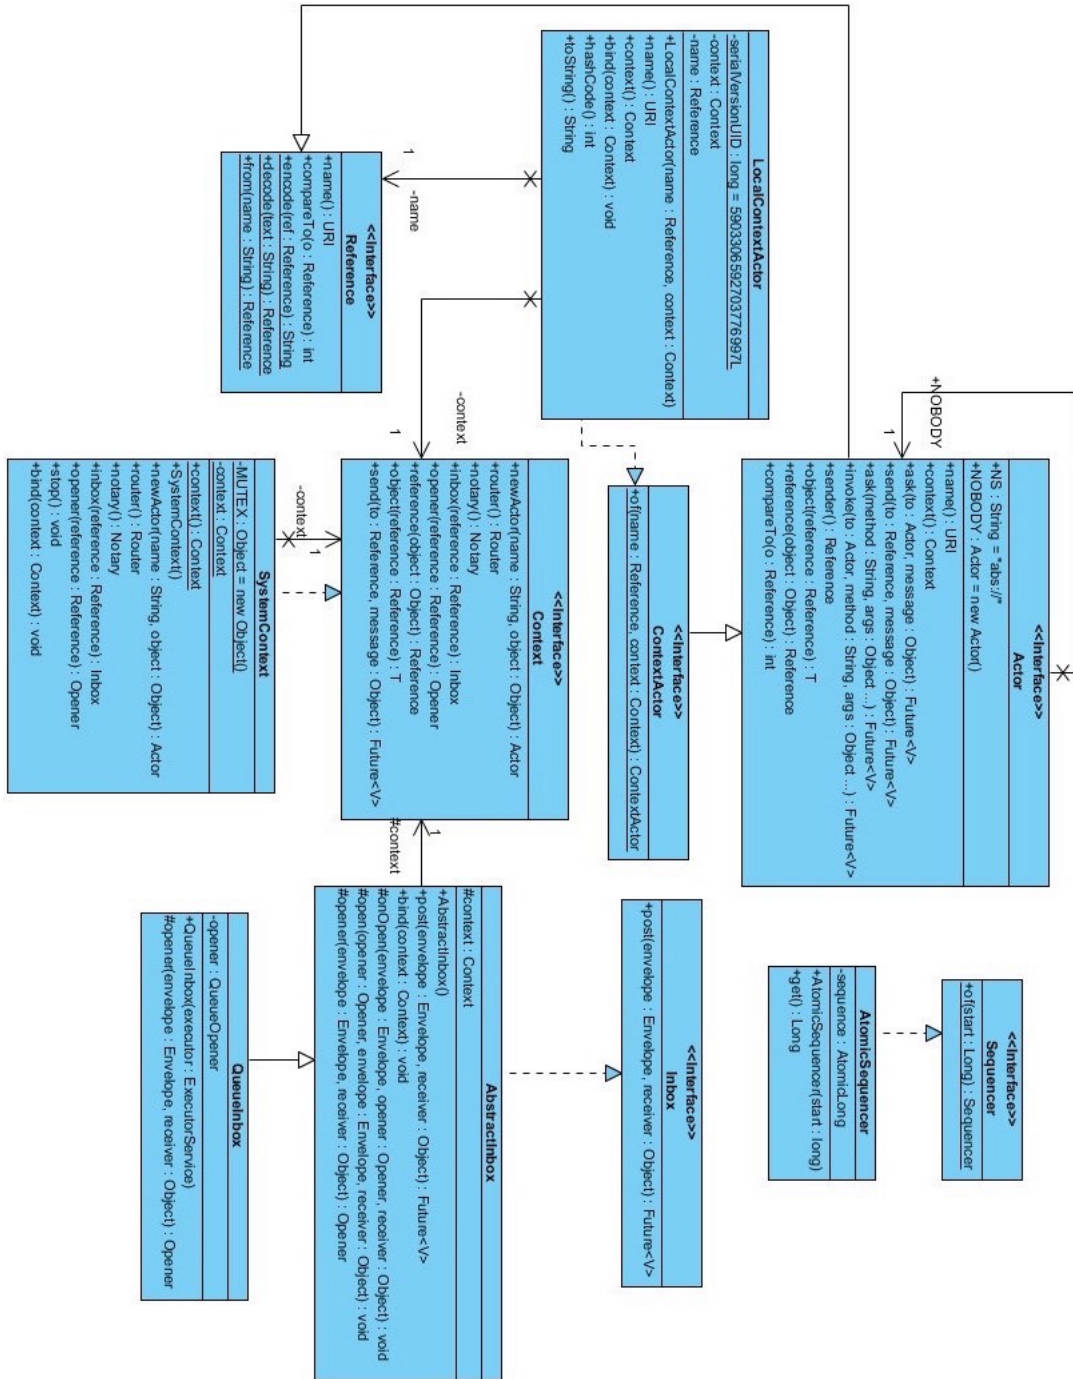 +NOBODY
1
<<Interface>>
Actor
+NS : String = "abs://"
+NOBODY : Actor = new Actor()
+name() : URI
+context() : Context
+ask(to : Actor, message : Object) : Future<V>
+send(to : Reference, message : Object) : Future<V>
+ask(method : String, args : Object ...) : Future<V>
+invoke(to : Actor, method : String, args : Object ...) : Future<V>
+sender() : Reference
+object(reference : Reference) : T
+reference(object : Object) : Reference
+compareTo(o : Reference) : int
<<Interface>>
Sequencer
+of(start : Long) : Sequencer
AtomicSequencer
-sequence : AtomicLong
+AtomicSequencer(start : long)
+get() : Long
LocalContextActor
-serialVersionUID : long = 5903306592703776997L
-context : Context
-name : Reference
+LocalContextActor(name : Reference, context : Context)
+name() : URI
+context() : Context
+bind(context : Context) : void
+hashCode() : int
+toString() : String
<<Interface>>
ContextActor
+of(name : Reference, context : Context) : ContextActor
<<Interface>>
Inbox
+post(envelope : Envelope, receiver : Object) : Future<V>
-name
1
-context
1
<<Interface>>
Reference
+name() : URI
+compareTo(o : Reference) : int
+encode(ref : Reference) : String
+decode(text : String) : Reference
+from(name : String) : Reference
<<Interface>>
Context
+newActor(name : String, object : Object) : Actor
+router() : Router
+notary() : Notary
+inbox(reference : Reference) : Inbox
+opener(reference : Reference) : Opener
+reference(object : Object) : Reference
+object(reference : Reference) : T
+send(to : Reference, message : Object) : Future<V>
1
#context
AbstractInbox
#context : Context
+AbstractInbox()
+post(envelope : Envelope, receiver : Object) : Future<V>
+bind(context : Context) : void
#onOpen(envelope : Envelope, opener : Opener, receiver : Object) : void
#open(opener : Opener, envelope : Envelope, receiver : Object) : void
#opener(envelope : Envelope, receiver : Object) : Opener
1
-context
SystemContext
-MUTEX : Object = new Object()
-context : Context
+context() : Context
+SystemContext()
+newActor(name : String, object : Object) : Actor
+router() : Router
+notary() : Notary
+inbox(reference : Reference) : Inbox
+opener(reference : Reference) : Opener
+stop() : void
+bind(context : Context) : void
QueueInbox
-opener : QueueOpener
+QueueInbox(executor : ExecutorService)
#opener(envelope : Envelope, receiver : Object) : Opener